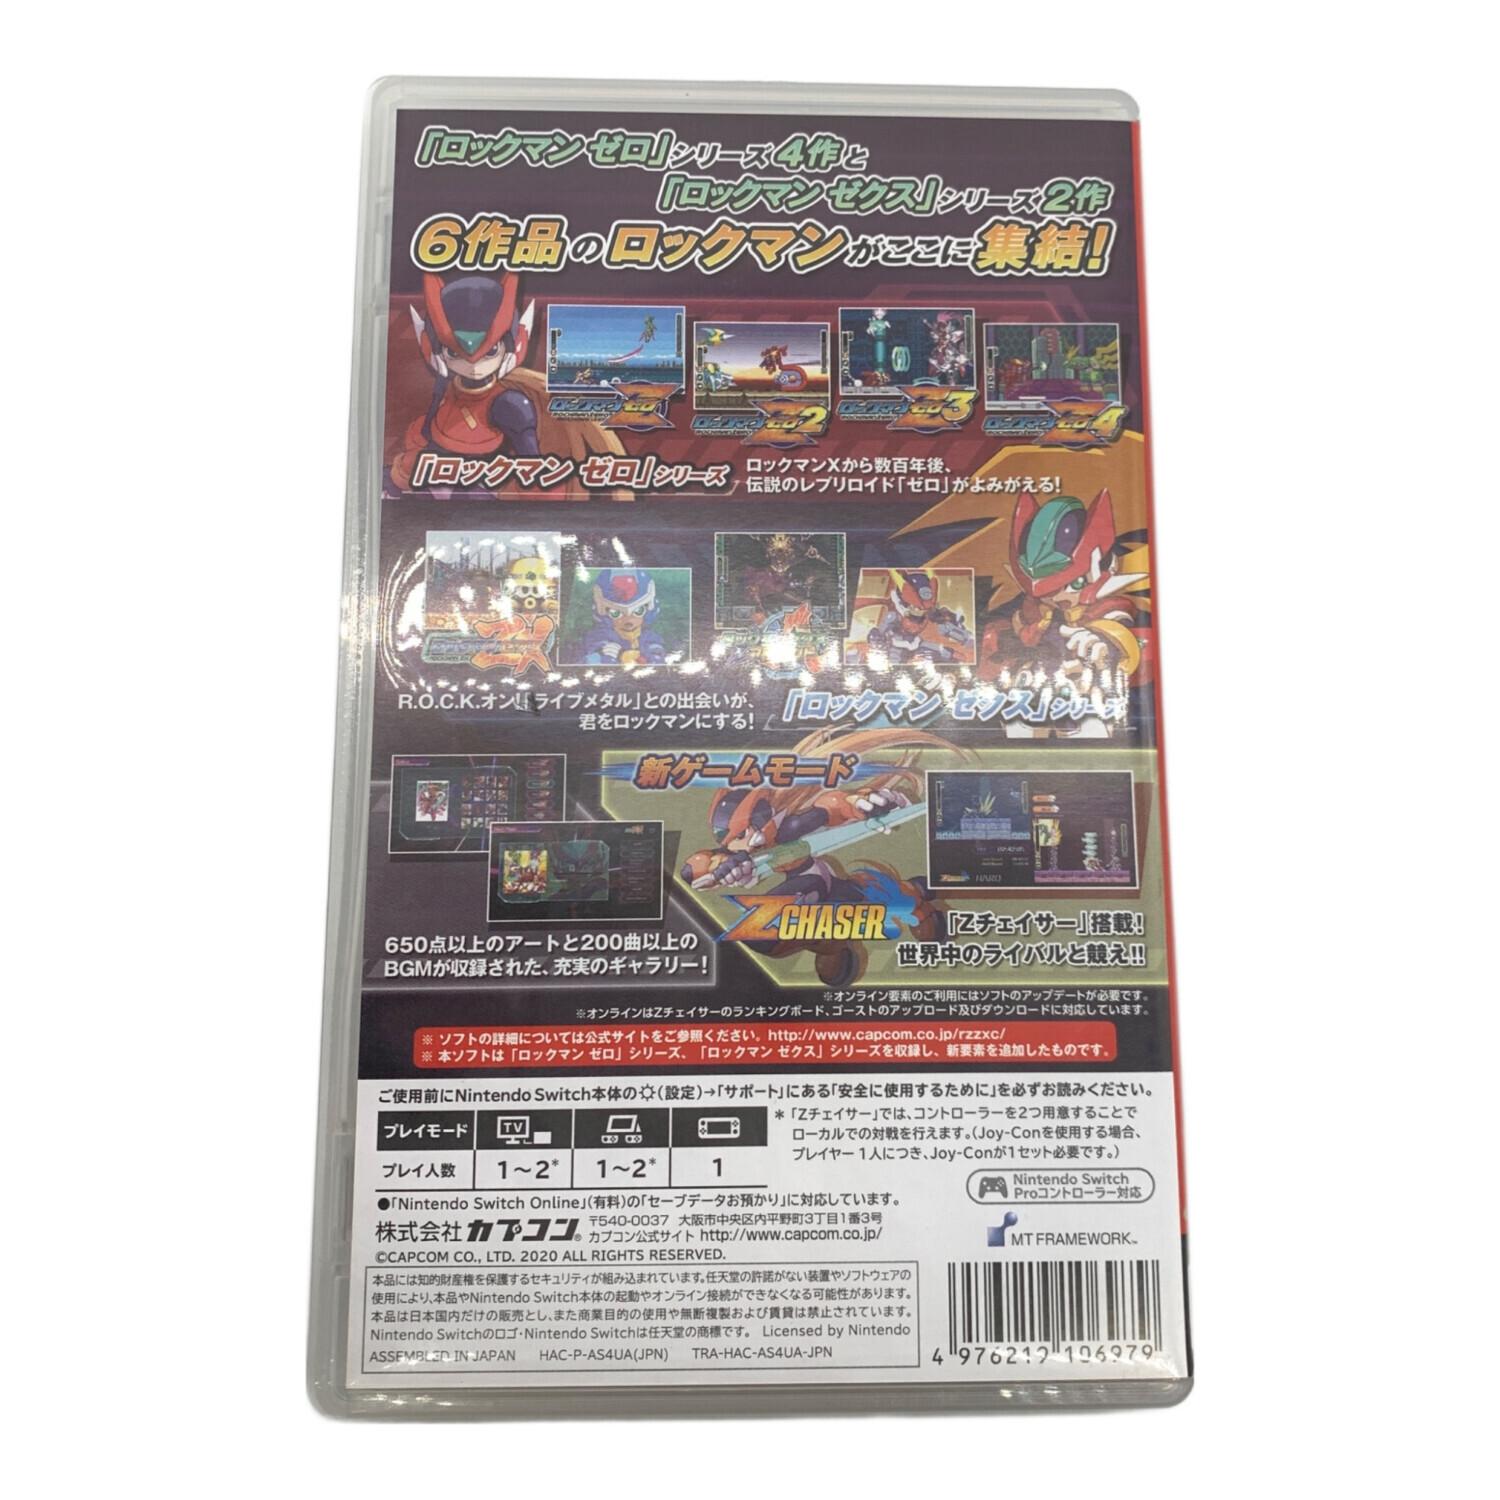 「ロックマン ゼロ」シリーズ4作と
「ロックマン ゼクス」シリーズ2作
6作品のロックマンがここに集結!
ロックマン ゼロ
ロックマン ゼロ2
ロックマン ゼロ3
ロックマン ゼロ4
「ロックマン ゼロ」シリーズ
ロックマンXから数百年後、
伝説のレプリロイド「ゼロ」がよみがえる!
ZX
R.O.C.K.オン!「ライブメタル」との出会いが、
君をロックマンにする!
「ロックマン ゼクス」シリーズ
新ゲームモード
Z CHASER
HARD
650点以上のアートと200曲以上の
BGMが収録された、充実のギャラリー!
「Zチェイサー」搭載!
世界中のライバルと競え!!
※オンライン要素のご利用にはソフトのアップデートが必要です。
※オンラインはZチェイサーのランキングボード、ゴーストのアップロード及びダウンロードに対応しています。
※ ソフトの詳細については公式サイトをご参照ください。http://www.capcom.co.jp/rzzxc/
※ 本ソフトは「ロックマン ゼロ」シリーズ、「ロックマン ゼクス」シリーズを収録し、新要素を追加したものです。
ご使用前にNintendo Switch本体の(設定)→「サポート」にある「安全に使用するために」を必ずお読みください。
プレイモード TV
プレイ人数 1～2* 1～2* 1
*「Zチェイサー」では、コントローラーを2つ用意することで
ローカルでの対戦を行えます。(Joy-Conを使用する場合、
プレイヤー1人につき、Joy-Conが1セット必要です。)
Nintendo Switch
Proコントローラー対応
●「Nintendo Switch Online」(有料)の「セーブデータお預かり」に対応しています。
株式会社カプコン®
〒540-0037 大阪市中央区内平野町3丁目1番3号
カプコン公式サイト http://www.capcom.co.jp/
MT FRAMEWORK™
©CAPCOM CO., LTD. 2020 ALL RIGHTS RESERVED.
本品には知的財産権を保護するセキュリティが組み込まれています。任天堂の許諾がない装置やソフトウェアの
使用により、本品やNintendo Switch本体の起動やオンライン接続ができなくなる可能性があります。
本品は日本国内だけの販売とし、また商業目的の使用や無断複製および賃貸は禁止されています。
Nintendo Switchのロゴ・Nintendo Switchは任天堂の商標です。 Licensed by Nintendo
ASSEMBLED IN JAPAN HAC-P-AS4UA(JPN) TRA-HAC-AS4UA-JPN
4 976219 106979